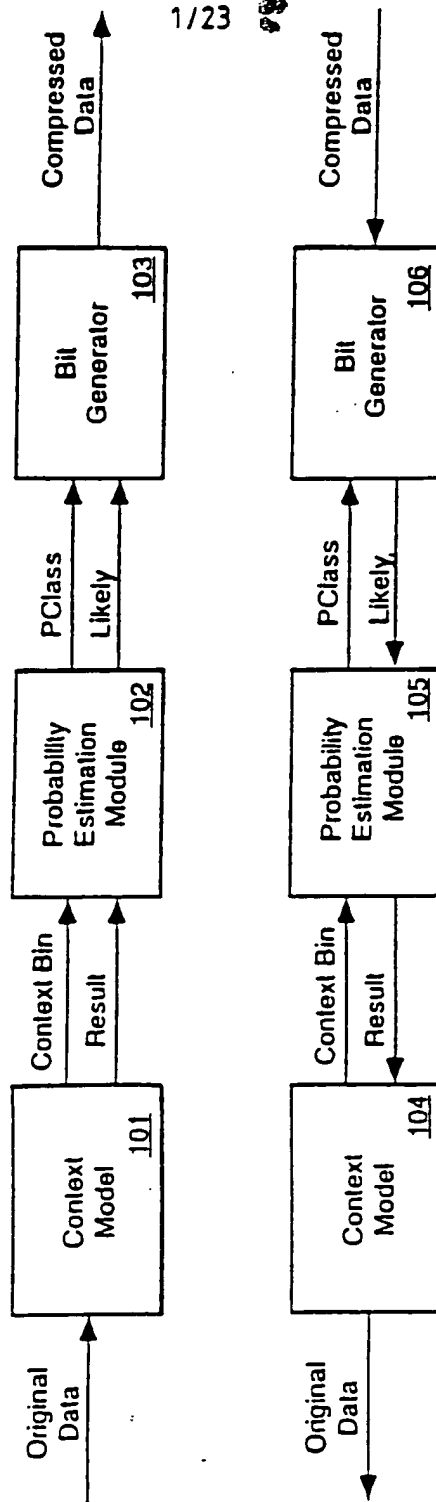 1/23
Original
Data
Context
Model
101
Context Bin
Result
Probability
Estimation
Module
102
PClass
Likely
Bit
Generator
103
Compressed
Data
Original
Data
Context
Model
104
Context Bin
Result
Probability
Estimation
Module
105
PClass
Likely
Bit
Generator
106
Compressed
Data